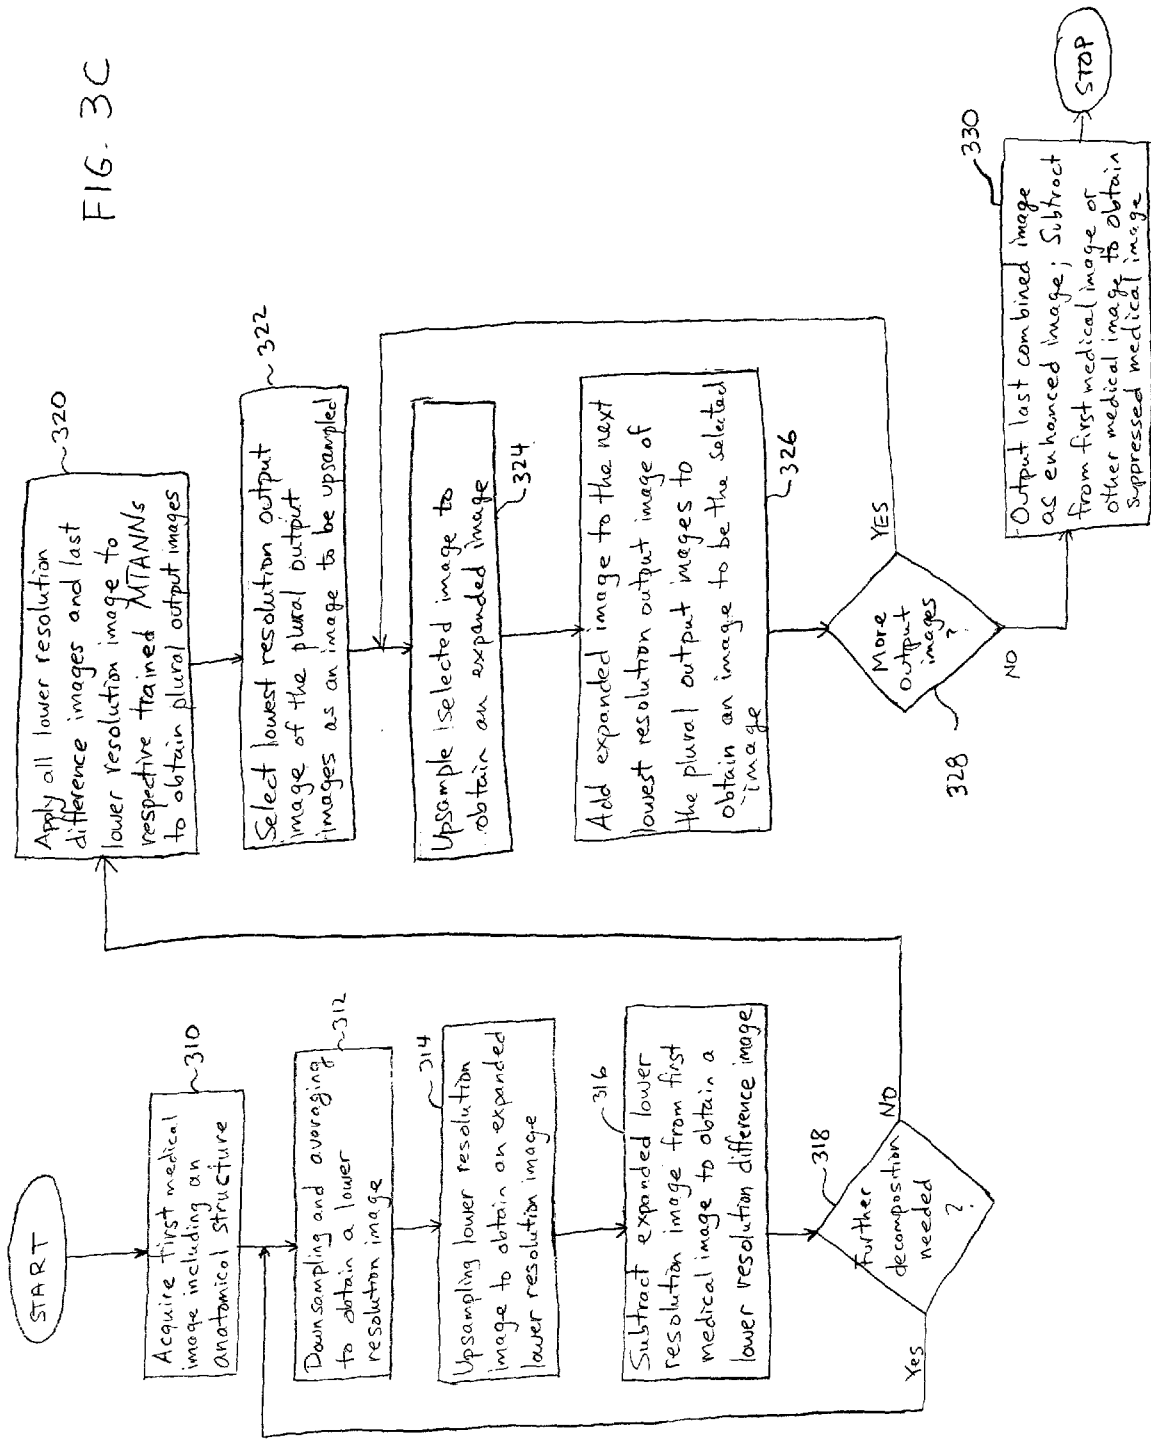 FIG. 3C
START
Acquire first medical
image including an
anatomical structure
310
Downsampling and averaging
to obtain a lower
resolution image
312
Upsampling lower resolution
image to obtain an expanded
lower resolution image
314
Subtract expanded lower
resolution image from first
medical image to obtain a
lower resolution difference image
316
Further
decomposition
needed
?
318
Yes
NO
Apply all lower resolution
difference images and last
lower resolution image to
respective trained MTANNs
to obtain plural output images
320
Select lowest resolution output
image of the plural output
images as an image to be upsampled
322
Upsample selected image to
obtain an expanded image
324
Add expanded image to the next
lowest resolution output image of
the plural output images to
obtain an image to be the selected
image
326
More
output
images
?
328
YES
NO
Output last combined image
as enhanced image; Subtract
from first medical image or
other medical image to obtain
suppressed medical image
330
STOP